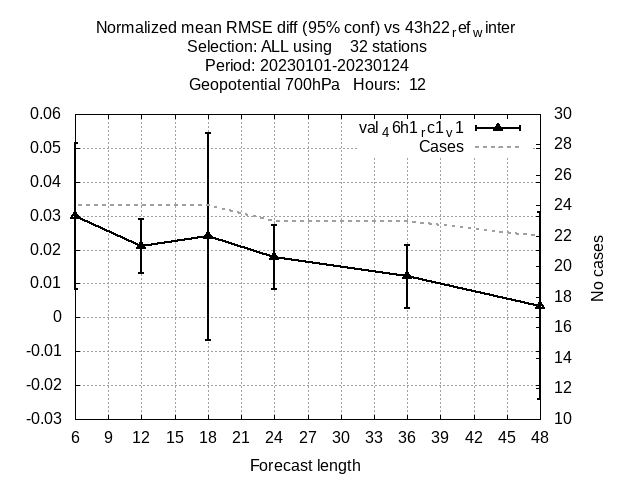 Normalized mean RMSE diff (95% conf) vs 43h22ref winter
Selection: ALL using 32 stations
Period: 20230101-20230124
Geopotential 700hPa Hours: 12
val46h1rc1v1
Cases
0.06
0.05
0.04
0.03
0.02
0.01
0
-0.01
-0.02
-0.03
30
28
26
24
22
20
18
16
14
12
10
No cases
6 9 12 15 18 21 24 27 30 33 36 39 42 45 48
Forecast length